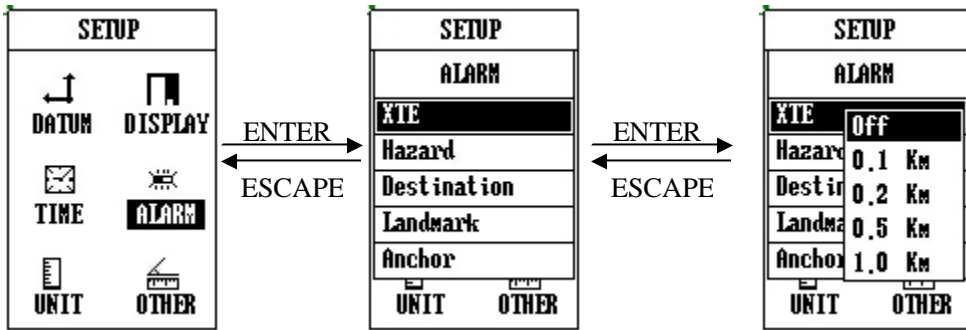 SETUP
DATUM DISPLAY
TIME ALARM
UNIT OTHER
ENTER
ESCAPE
SETUP
ALARM
XTE
Hazard
Destination
Landmark
Anchor
UNIT OTHER
ENTER
ESCAPE
SETUP
ALARM
XTE
Off
Hazard
0.1 Km
Destin
0.2 Km
Landma
0.5 Km
Anchor
1.0 Km
UNIT OTHER